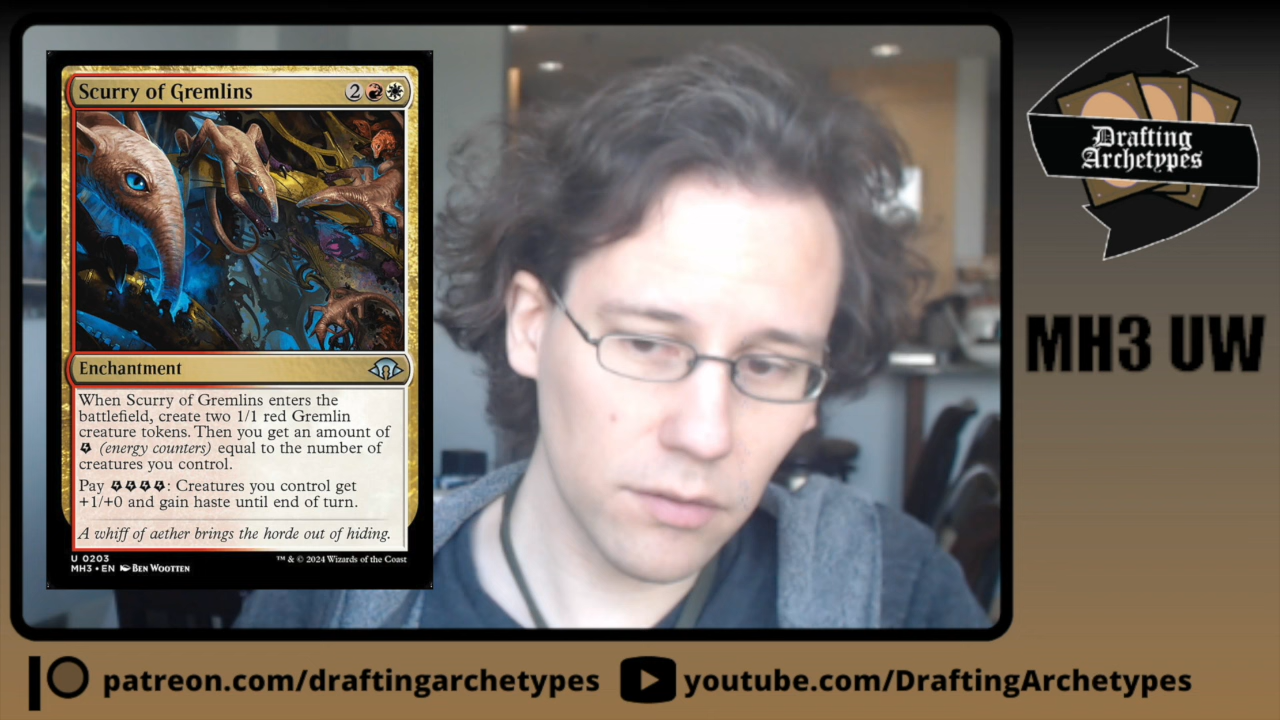 Scurry of Gremlins 2
Enchantment
When Scurry of Gremlins enters the
battlefield, create two 1/1 red Gremlin
creature tokens. Then you get an amount of
(energy counters) equal to the number of
creatures you control.
Pay : Creatures you control get
+1/+0 and gain haste until end of turn.
A whiff of aether brings the horde out of hiding.
U 0203
MH3 • EN BEN WOOTTEN
™ & © 2024 Wizards of the Coast
Drafting
Archetypes
MH3 UW
patreon.com/draftingarchetypes
youtube.com/DraftingArchetypes